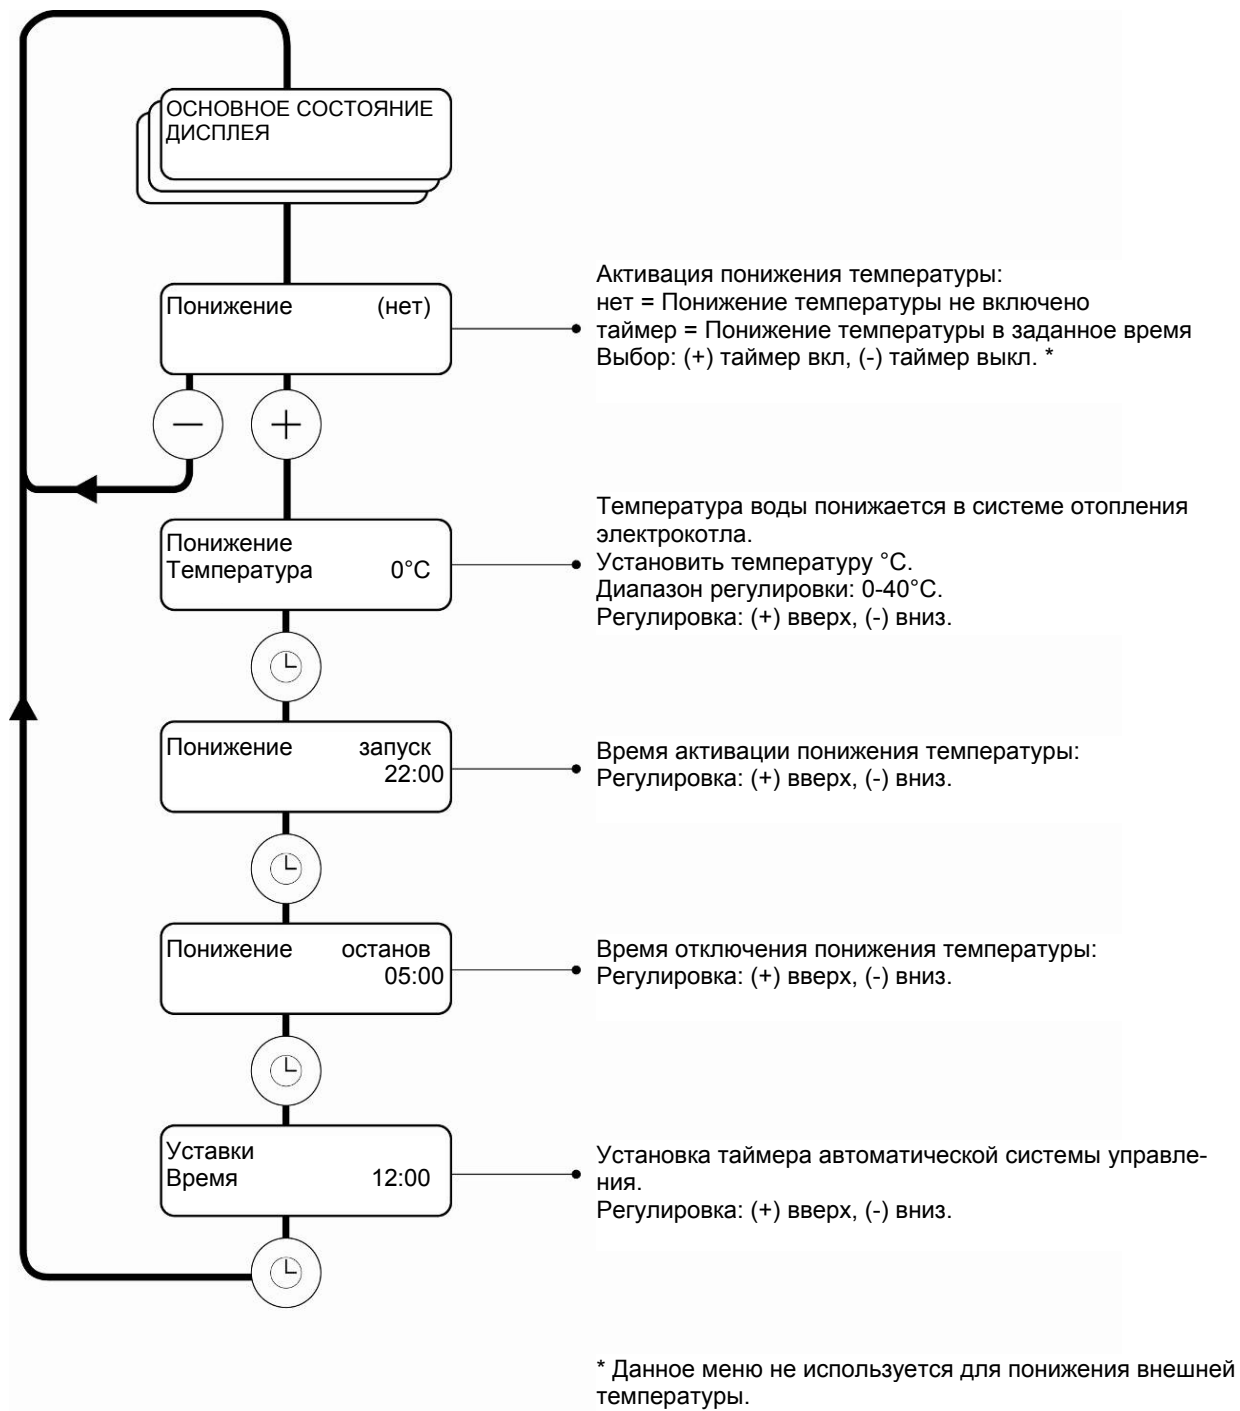 ОСНОВНОЕ СОСТОЯНИЕ
ДИСПЛЕЯ
Понижение (нет)
Активация понижения температуры:
нет = Понижение температуры не включено
таймер = Понижение температуры в заданное время
Выбор: (+) таймер вкл, (-) таймер выкл. *
Понижение
Температура 0°C
Температура воды понижается в системе отопления
электрокотла.
Установить температуру °C.
Диапазон регулировки: 0-40°C.
Регулировка: (+) вверх, (-) вниз.
Понижение запуск
22:00
Время активации понижения температуры:
Регулировка: (+) вверх, (-) вниз.
Понижение останов
05:00
Время отключения понижения температуры:
Регулировка: (+) вверх, (-) вниз.
Уставки
Время 12:00
Установка таймера автоматической системы управле-
ния.
Регулировка: (+) вверх, (-) вниз.
* Данное меню не используется для понижения внешней
температуры.